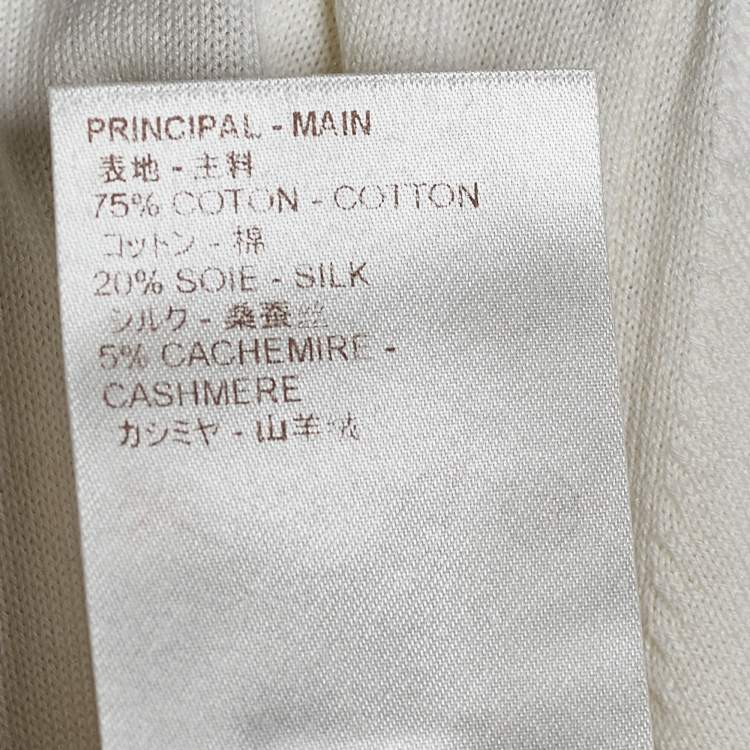 PRINCIPAL - MAIN
表地 - 主料
75% COTON - COTTON
コットン - 棉
20% SOIE - SILK
シルク - 桑蚕丝
5% CACHEMIRE -
CASHMERE
カシミヤ - 山羊绒